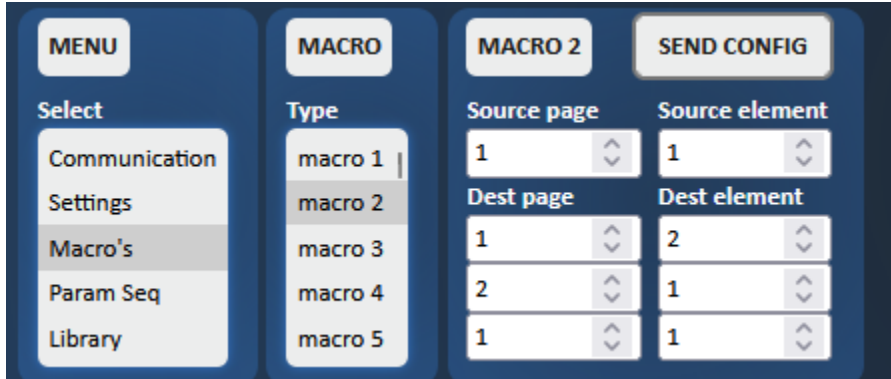 MENU
Select
Communication
Settings
Macro's
Param Seq
Library
MACRO
Type
macro 1
macro 2
macro 3
macro 4
macro 5
MACRO 2 SEND CONFIG
Source page Source element
1 1
Dest page Dest element
1 2
2 1
1 1